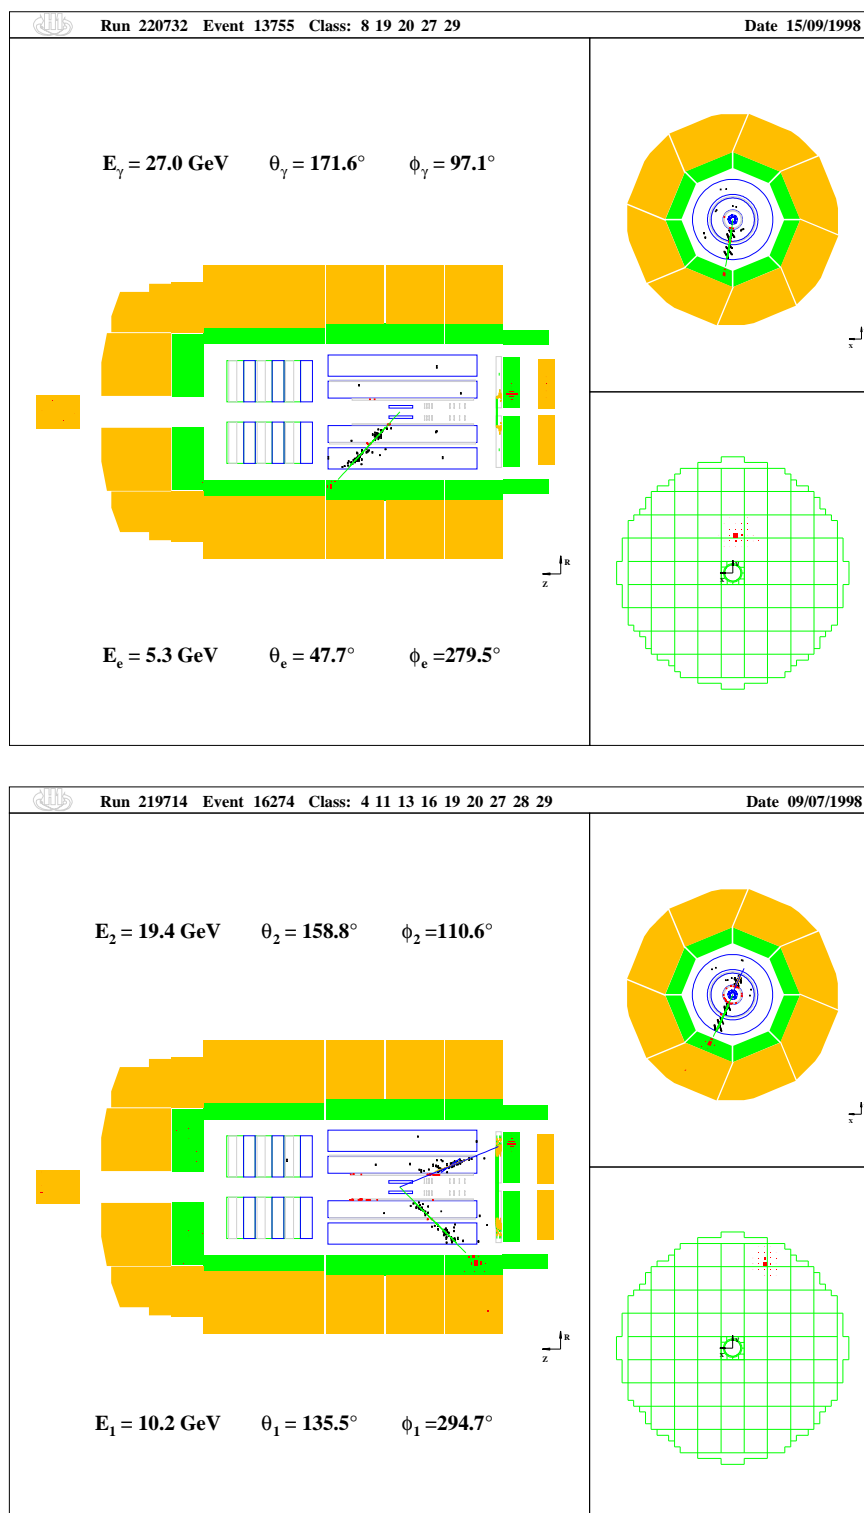 Run 220732 Event 13755 Class: 8 19 20 27 29 Date 15/09/1998
E_γ = 27.0 GeV θ_γ = 171.6° ϕ_γ = 97.1°
R
Z
E_e = 5.3 GeV θ_e = 47.7° ϕ_e =279.5°
X
X
Run 219714 Event 16274 Class: 4 11 13 16 19 20 27 28 29 Date 09/07/1998
E_2 = 19.4 GeV θ_2 = 158.8° ϕ_2 =110.6°
R
Z
E_1 = 10.2 GeV θ_1 = 135.5° ϕ_1 =294.7°
X
X